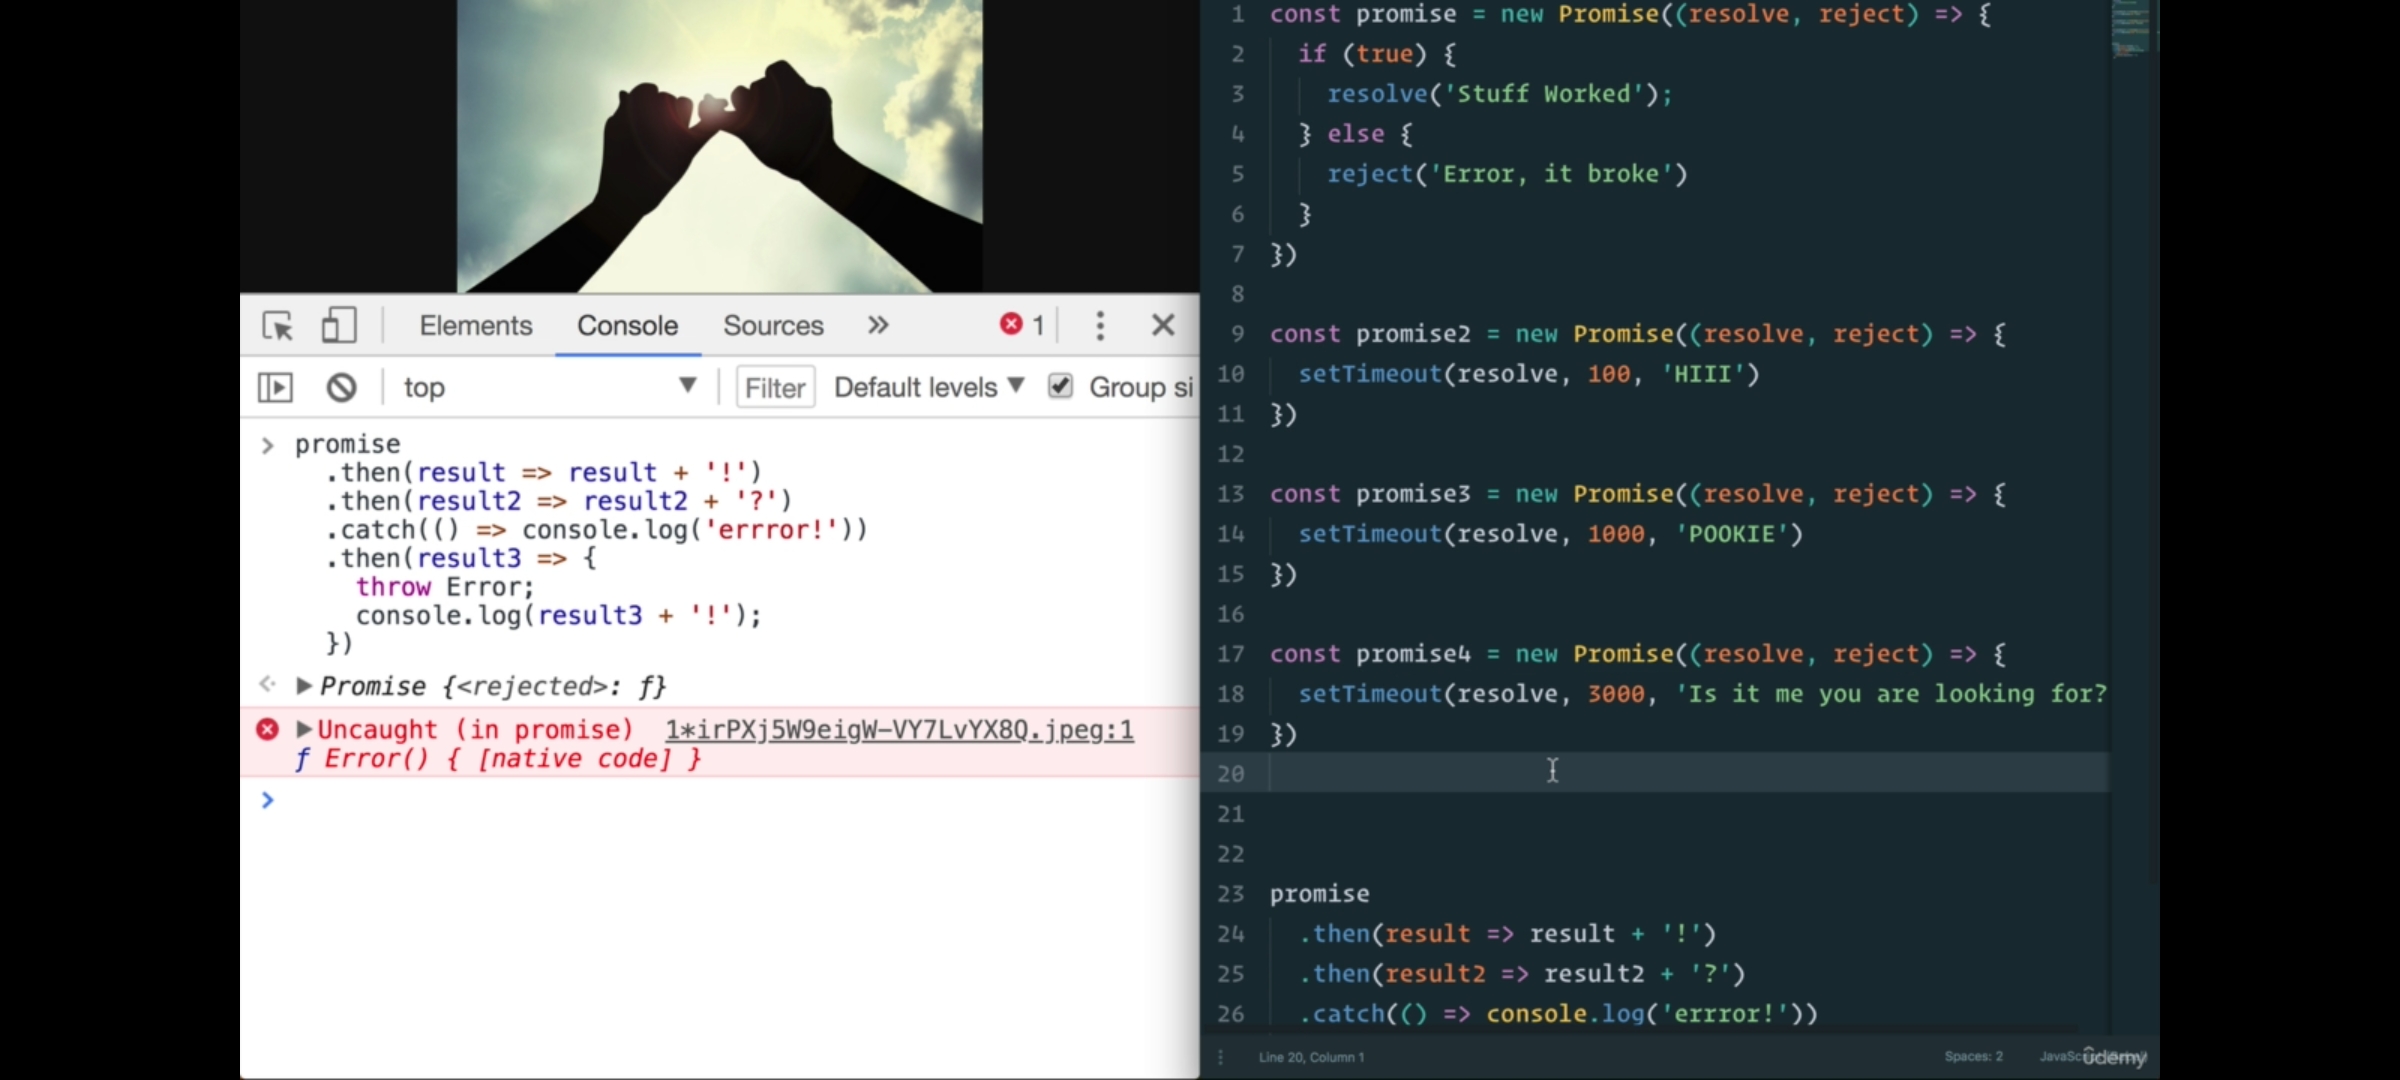 Elements Console Sources » 1
top Filter Default levels Group si
promise
.then(result => result + '!')
.then(result2 => result2 + '?')
.catch(() => console.log('errror!'))
.then(result3 => {
throw Error;
console.log(result3 + '!');
})
Promise {<rejected>: ƒ}
Uncaught (in promise) 1*irPXj5W9eigW–VY7LvYX8Q.jpeg:1
ƒ Error() { [native code] }
1 const promise = new Promise((resolve, reject) => {
2 if (true) {
3 resolve('Stuff Worked');
4 } else {
5 reject('Error, it broke')
6 }
7 })
8
9 const promise2 = new Promise((resolve, reject) => {
10 setTimeout(resolve, 100, 'HIII')
11 })
12
13 const promise3 = new Promise((resolve, reject) => {
14 setTimeout(resolve, 1000, 'POOKIE')
15 })
16
17 const promise4 = new Promise((resolve, reject) => {
18 setTimeout(resolve, 3000, 'Is it me you are looking for?
19 })
20
21
22
23 promise
24 .then(result => result + '!')
25 .then(result2 => result2 + '?')
26 .catch(() => console.log('errror!'))
Line 20, Column 1 Spaces: 2
ûdemy